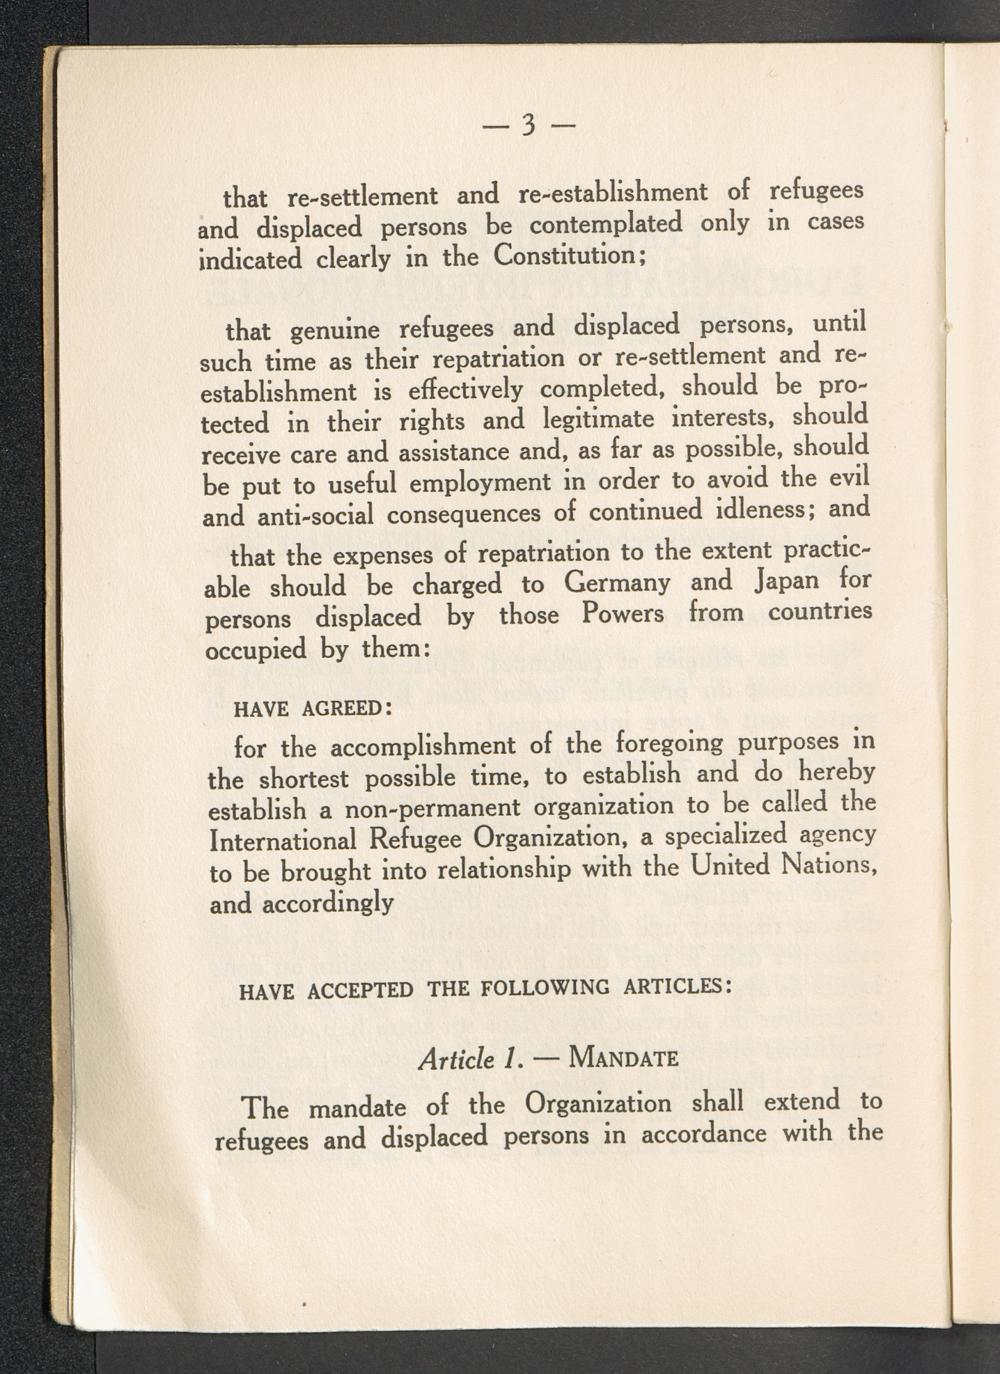 — 3 —
that re-settlement and re-establishment of refugees
and displaced persons be contemplated only in cases
indicated clearly in the Constitution;
that genuine refugees and displaced persons, until
such time as their repatriation or re-settlement and re-
establishment is effectively completed, should be pro-
tected in their rights and legitimate interests, should
receive care and assistance and, as far as possible, should
be put to useful employment in order to avoid the evil
and anti-social consequences of continued idleness; and
that the expenses of repatriation to the extent practic-
able should be charged to Germany and Japan for
persons displaced by those Powers from countries
occupied by them:
HAVE AGREED:
for the accomplishment of the foregoing purposes in
the shortest possible time, to establish and do hereby
establish a non-permanent organization to be called the
International Refugee Organization, a specialized agency
to be brought into relationship with the United Nations,
and accordingly
HAVE ACCEPTED THE FOLLOWING ARTICLES:
Article 1. — MANDATE
The mandate of the Organization shall extend to
refugees and displaced persons in accordance with the